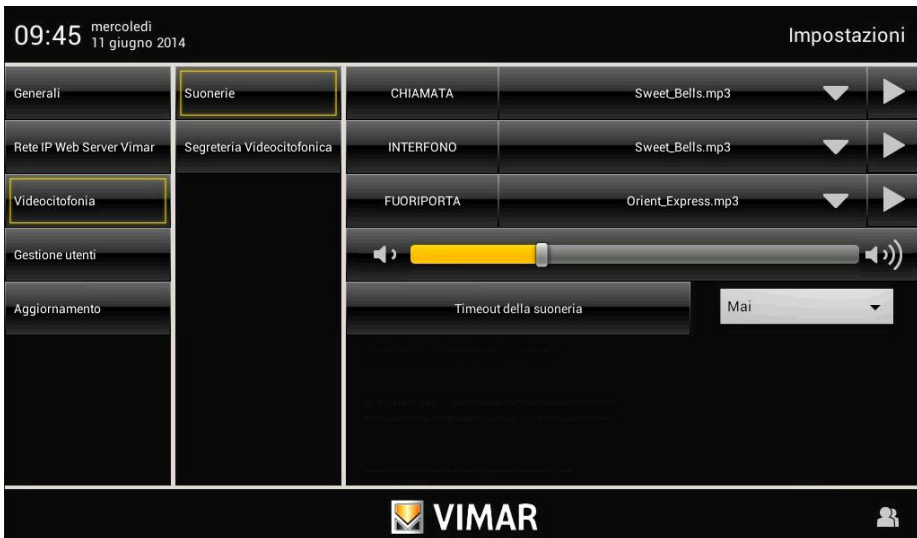 09:45 mercoledì
11 giugno 2014
Impostazioni
Generali
Suonerie
CHIAMATA
Sweet_Bells.mp3
Rete IP Web Server Vimar
Segreteria Videocitofonica
INTERFONO
Sweet_Bells.mp3
Videocitofonia
FUORIPORTA
Orient_Express.mp3
Gestione utenti
Aggiornamento
Timeout della suoneria
Mai
VIMAR